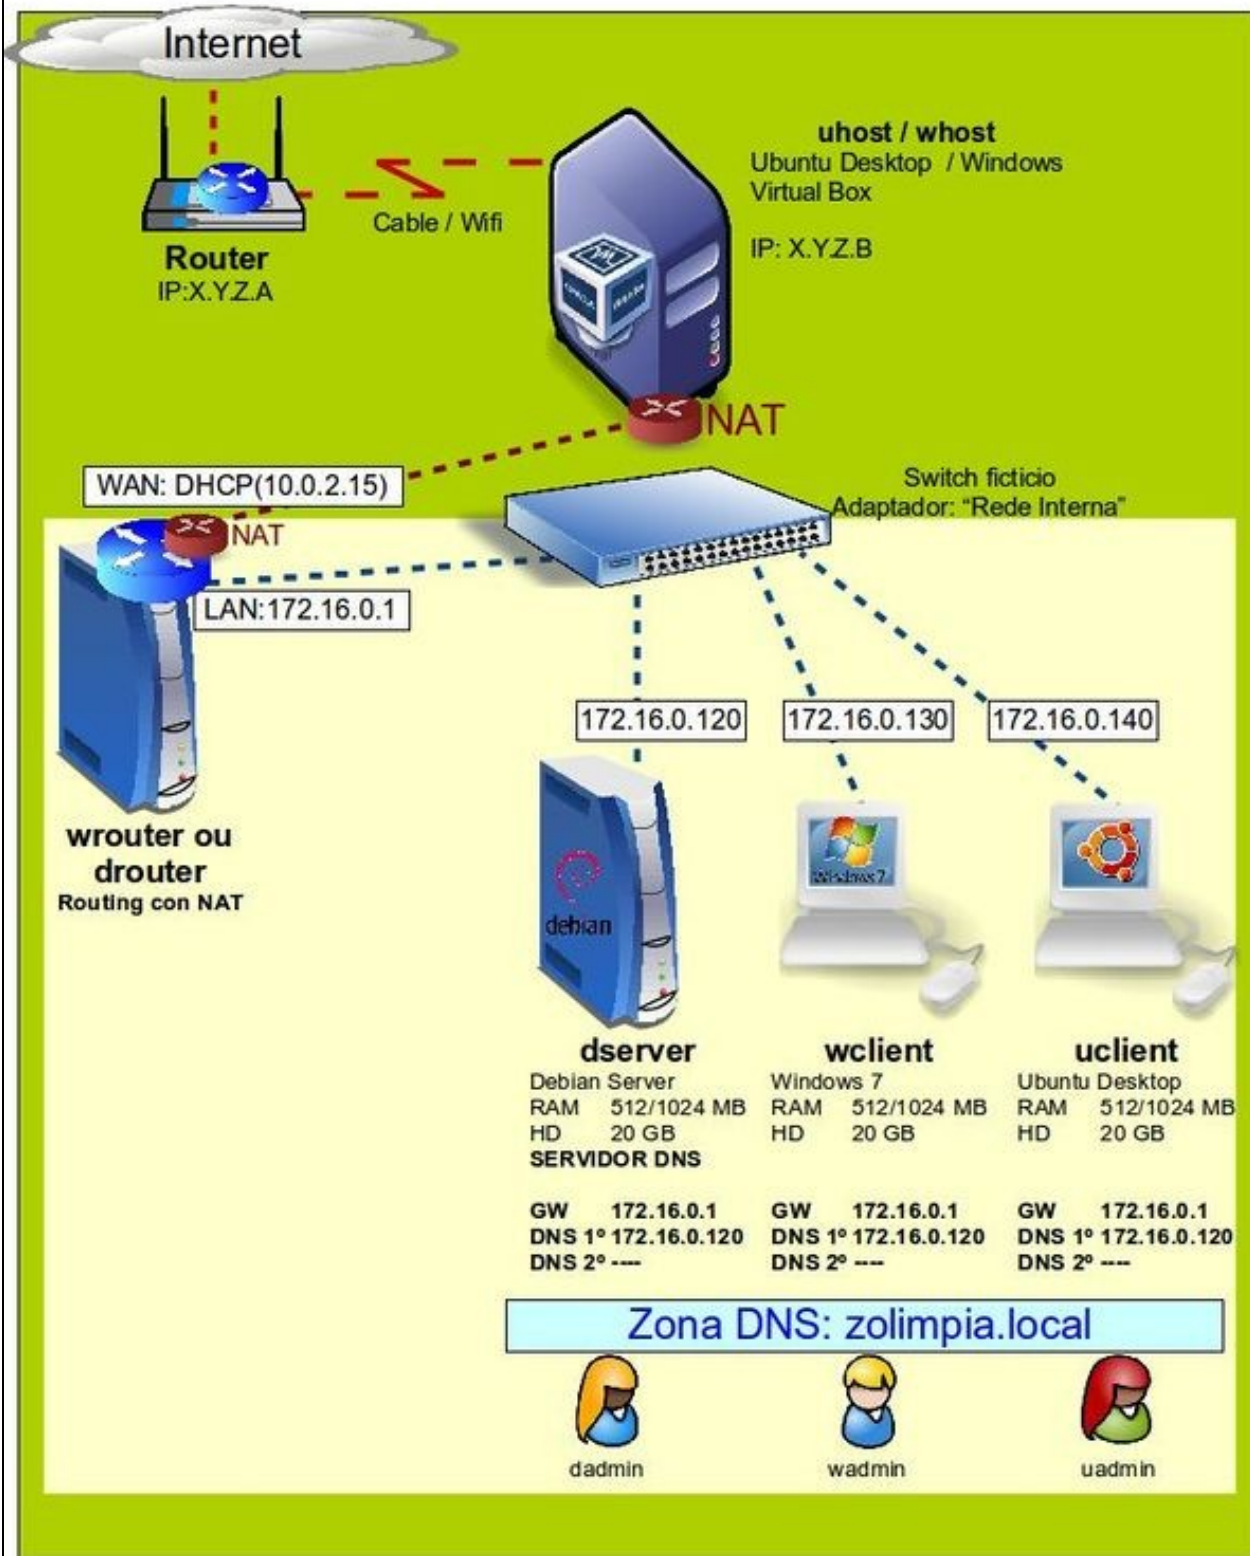 Internet
uhost / whost
Ubuntu Desktop / Windows
Virtual Box
IP: X.Y.Z.B
Cable / Wifi
Router
IP:X.Y.Z.A
NAT
WAN: DHCP(10.0.2.15)
NAT
Switch ficticio
Adaptador: “Rede Interna”
LAN:172.16.0.1
172.16.0.120
172.16.0.130
172.16.0.140
wrouter ou
drouter
Routing con NAT
debian
Windows 7
dserver
Debian Server
RAM 512/1024 MB
HD 20 GB
SERVIDOR DNS
GW 172.16.0.1
DNS 1º 172.16.0.120
DNS 2º ----
wclient
Windows 7
RAM 512/1024 MB
HD 20 GB
GW 172.16.0.1
DNS 1º 172.16.0.120
DNS 2º ----
uclient
Ubuntu Desktop
RAM 512/1024 MB
HD 20 GB
GW 172.16.0.1
DNS 1º 172.16.0.120
DNS 2º ----
Zona DNS: zolimpia.local
dadmin
wadmin
uadmin